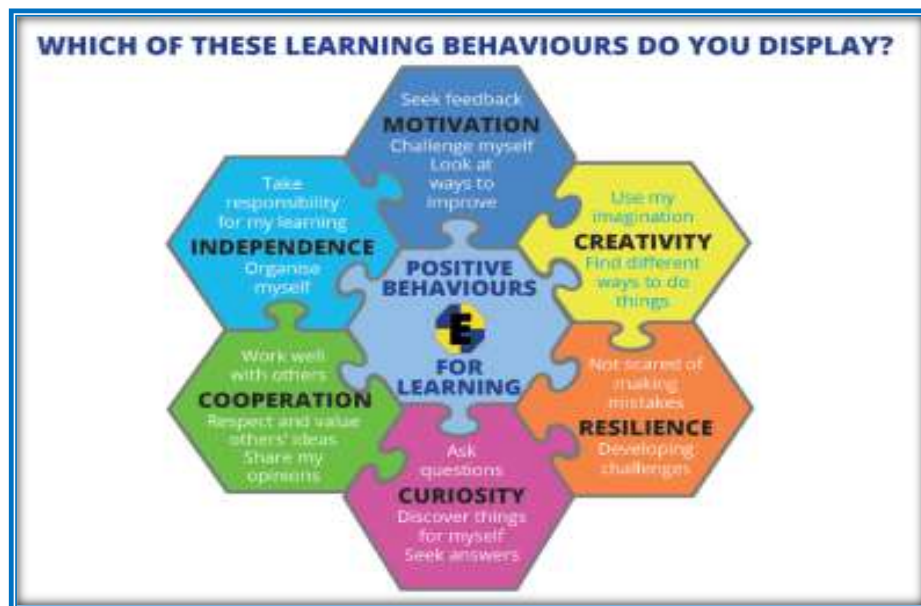 WHICH OF THESE LEARNING BEHAVIOURS DO YOU DISPLAY?
Seek feedback
MOTIVATION
Challenge myself
Look at
ways to
improve
Take
responsibility
for my learning
INDEPENDENCE
Organise
myself
Use my
imagination
CREATIVITY
Find different
ways to do
things
POSITIVE
BEHAVIOURS
E
FOR
LEARNING
Work well
with others
COOPERATION
Respect and value
others' ideas
Share my
opinions
Not scared of
making
mistakes
RESILIENCE
Developing
challenges
Ask
questions
CURIOSITY
Discover things
for myself
Seek answers